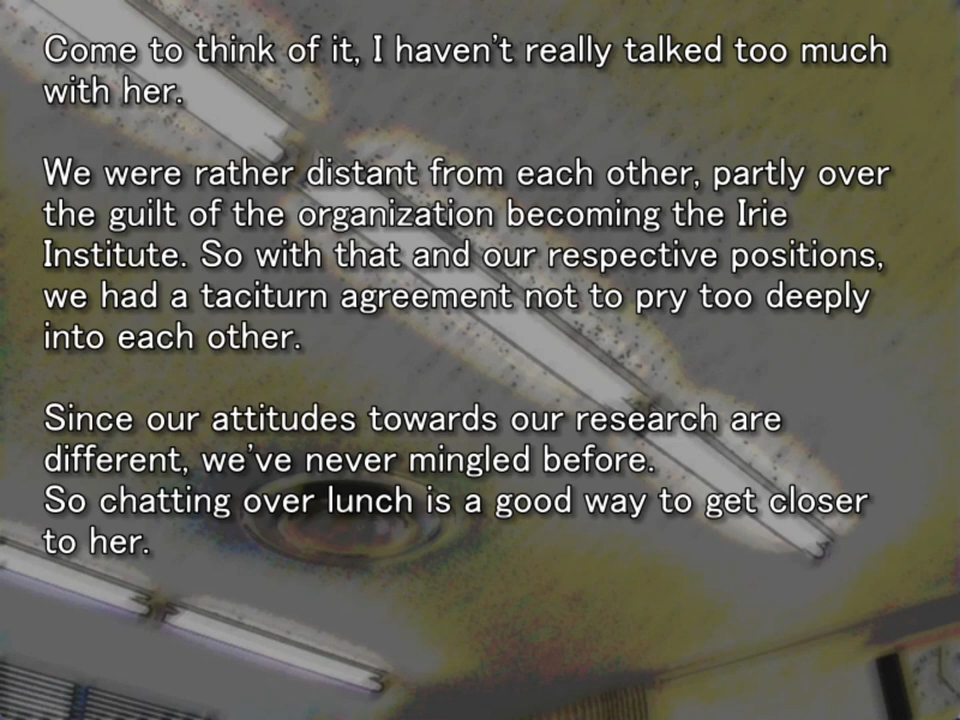 Come to think of it, I haven't really talked too much
with her.
We were rather distant from each other, partly over
the guilt of the organization becoming the Irie
Institute. So with that and our respective positions,
we had a taciturn agreement not to pry too deeply
into each other.
Since our attitudes towards our research are
different, we've never mingled before.
So chatting over lunch is a good way to get closer
to her.